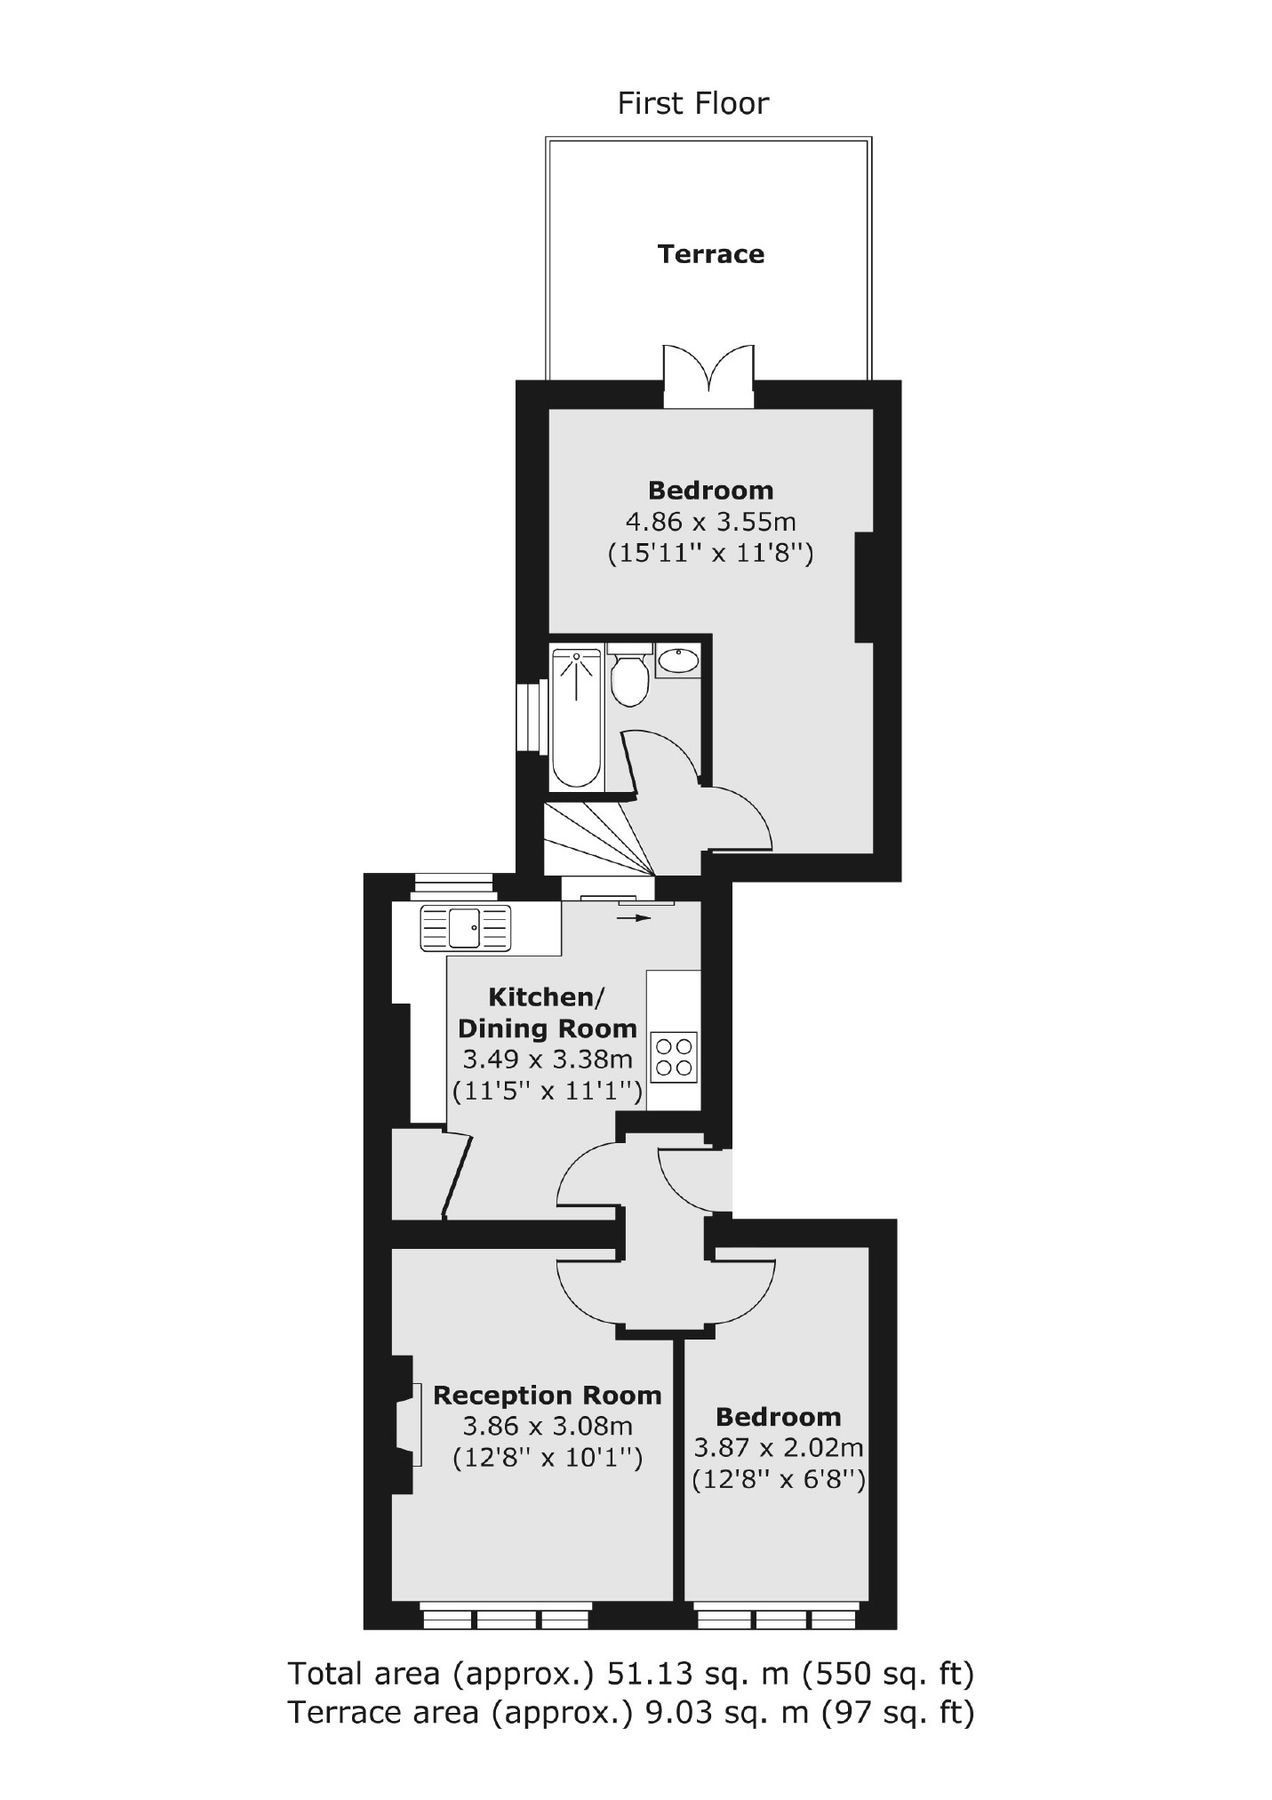 First Floor
Terrace
Bedroom
4.86 x 3.55m
(15'11" x 11'8")
Kitchen/
Dining Room
3.49 x 3.38m
(11'5" x 11'1")
Reception Room
3.86 x 3.08m
(12'8" x 10'1")
Bedroom
3.87 x 2.02m
(12'8" x 6'8")
Total area (approx.) 51.13 sq. m (550 sq. ft)
Terrace area (approx.) 9.03 sq. m (97 sq. ft)